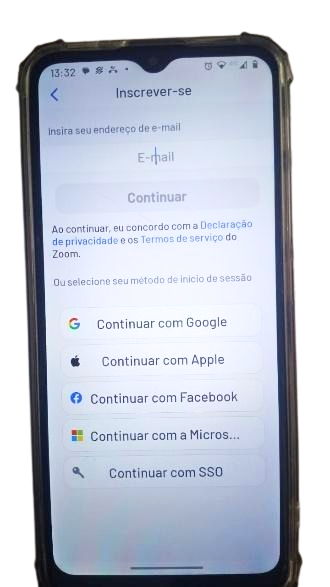 13:32
Inscrever-se
Insira seu endereço de e-mail
E-mail
Continuar
Ao continuar, eu concordo com a Declaração
de privacidade e os Termos de serviço do
Zoom.
Ou selecione seu método de início de sessão
Continuar com Google
Continuar com Apple
Continuar com Facebook
Continuar com a Micros...
Continuar com SSO